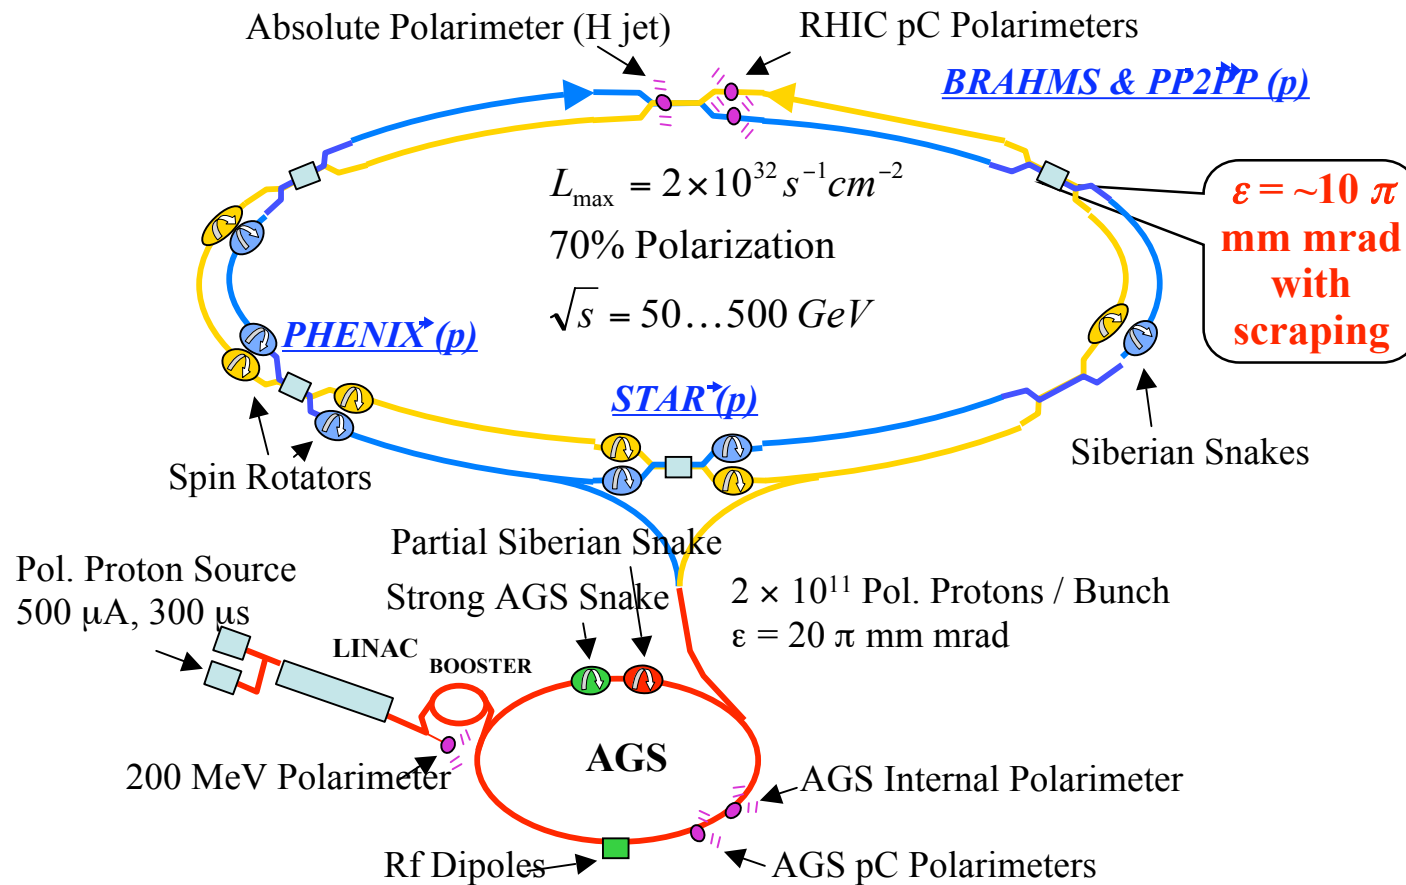 Absolute Polarimeter (H jet)
RHIC pC Polarimeters
BRAHMS & PP2PP (p)
L_max = 2×10^32 s^−1 cm^−2
70% Polarization
√s = 50…500 GeV
ε = ~10 π
mm mrad
with
scraping
PHENIX (p)
STAR (p)
Siberian Snakes
Spin Rotators
Partial Siberian Snake
Strong AGS Snake
Pol. Proton Source
500 μA, 300 μs
2 × 10^11 Pol. Protons / Bunch
ε = 20 π mm mrad
LINAC
BOOSTER
AGS
200 MeV Polarimeter
AGS Internal Polarimeter
Rf Dipoles
AGS pC Polarimeters